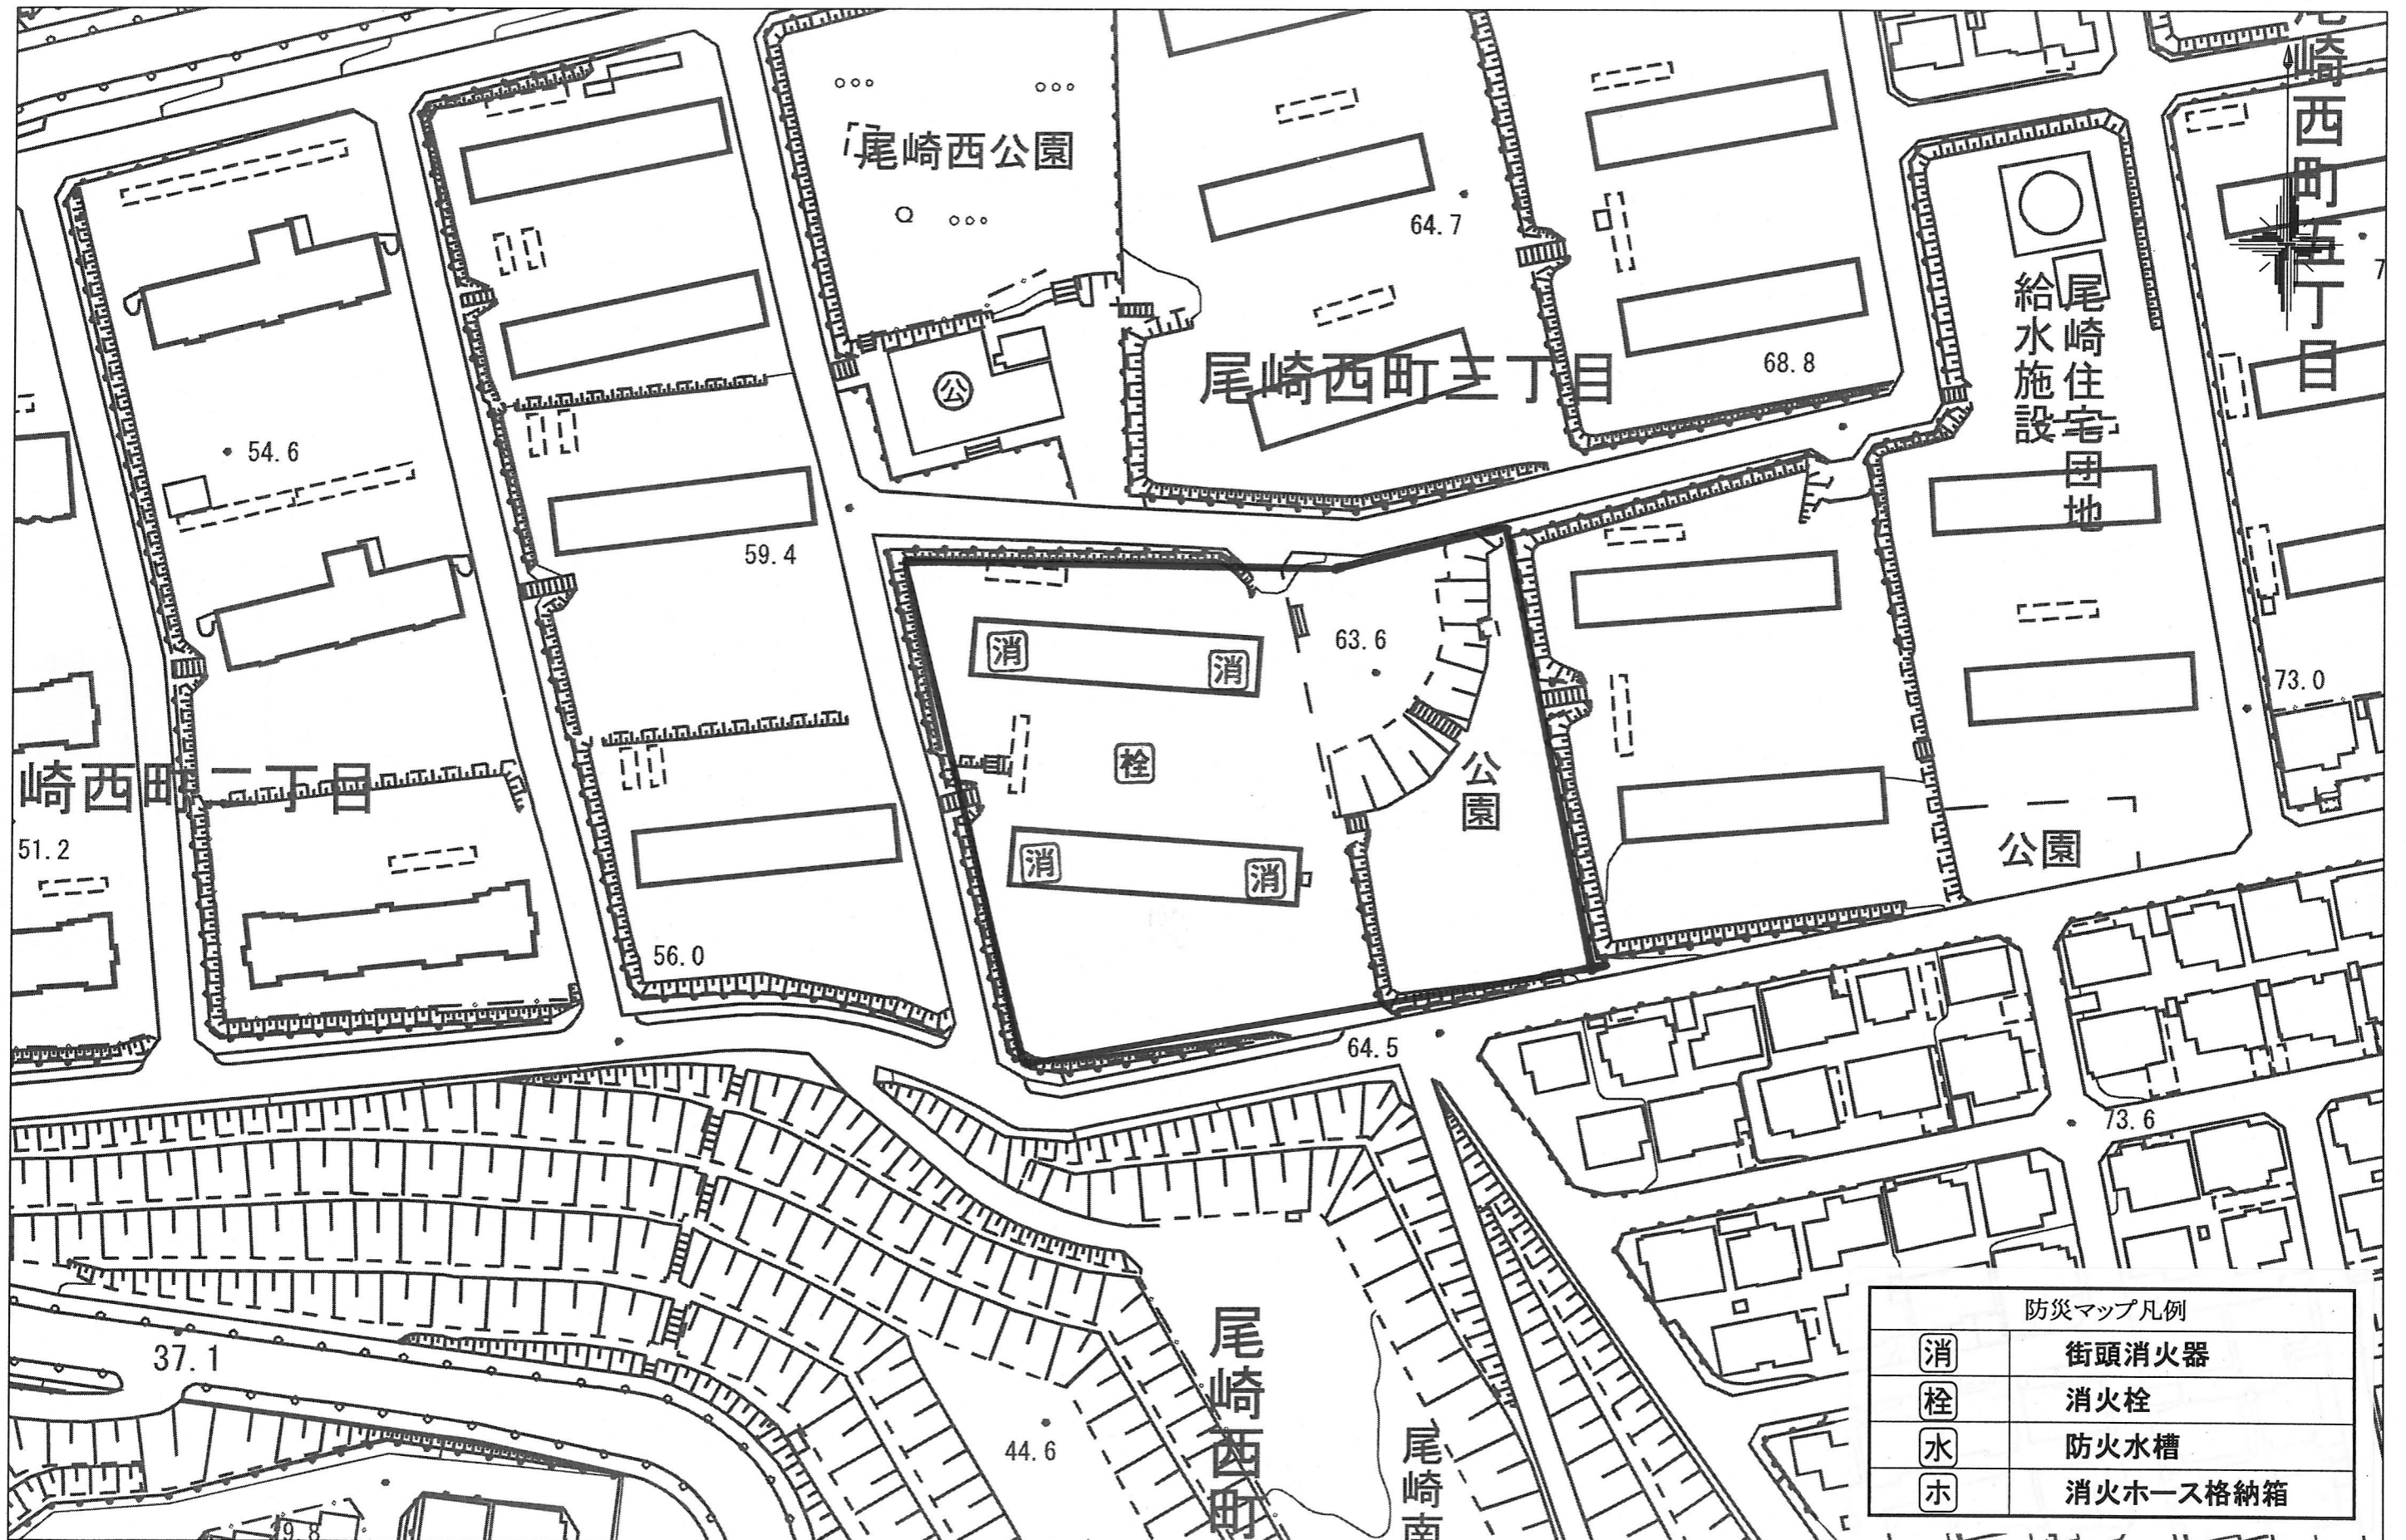 尾崎西公園
64.7
尾崎西町五丁目
尾崎住宅団地
給水施設
公
尾崎西町三丁目
68.8
54.6
59.4
63.6
消
消
73.0
栓
公園
崎西町二丁目
51.2
消
消
公園
56.0
64.5
73.6
37.1
44.6
尾崎西町
尾崎南
9.8
防災マップ凡例
消 街頭消火器
栓 消火栓
水 防火水槽
ホ 消火ホース格納箱